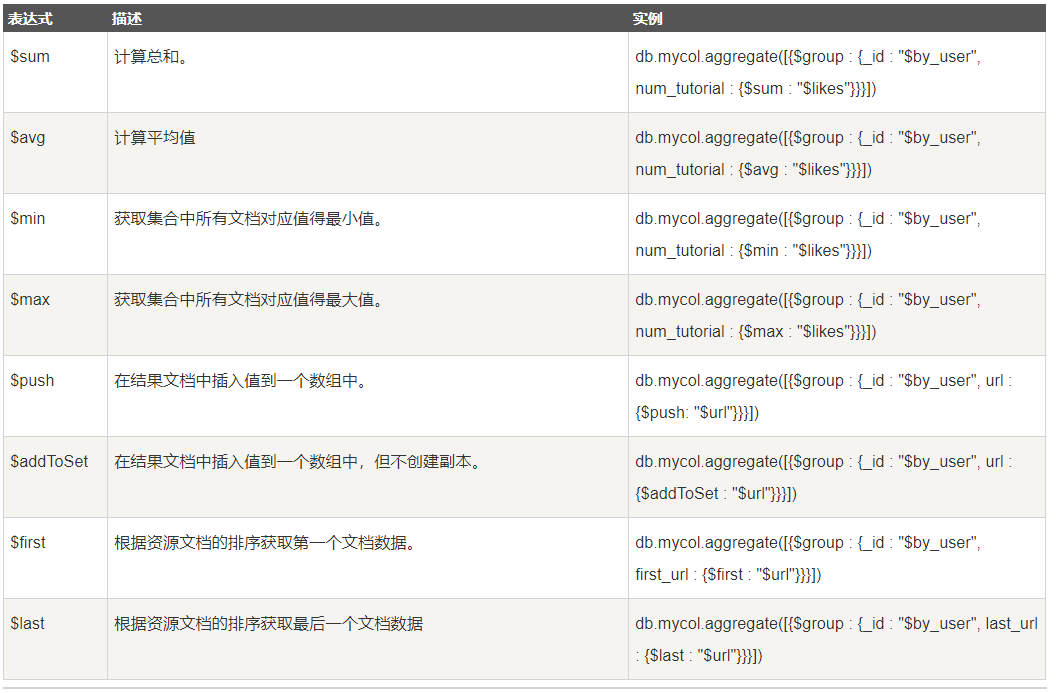 表达式 描述 实例
$sum 计算总和。 db.mycol.aggregate([{$group : {_id : "$by_user",
num_tutorial : {$sum : "$likes"}}}])
$avg 计算平均值 db.mycol.aggregate([{$group : {_id : "$by_user",
num_tutorial : {$avg : "$likes"}}}])
$min 获取集合中所有文档对应值得最小值。 db.mycol.aggregate([{$group : {_id : "$by_user",
num_tutorial : {$min : "$likes"}}}])
$max 获取集合中所有文档对应值得最大值。 db.mycol.aggregate([{$group : {_id : "$by_user",
num_tutorial : {$max : "$likes"}}}])
$push 在结果文档中插入值到一个数组中。 db.mycol.aggregate([{$group : {_id : "$by_user", url :
{$push: "$url"}}}])
$addToSet 在结果文档中插入值到一个数组中，但不创建副本。 db.mycol.aggregate([{$group : {_id : "$by_user", url :
{$addToSet : "$url"}}}])
$first 根据资源文档的排序获取第一个文档数据。 db.mycol.aggregate([{$group : {_id : "$by_user",
first_url : {$first : "$url"}}}])
$last 根据资源文档的排序获取最后一个文档数据 db.mycol.aggregate([{$group : {_id : "$by_user", last_url
: {$last : "$url"}}}])